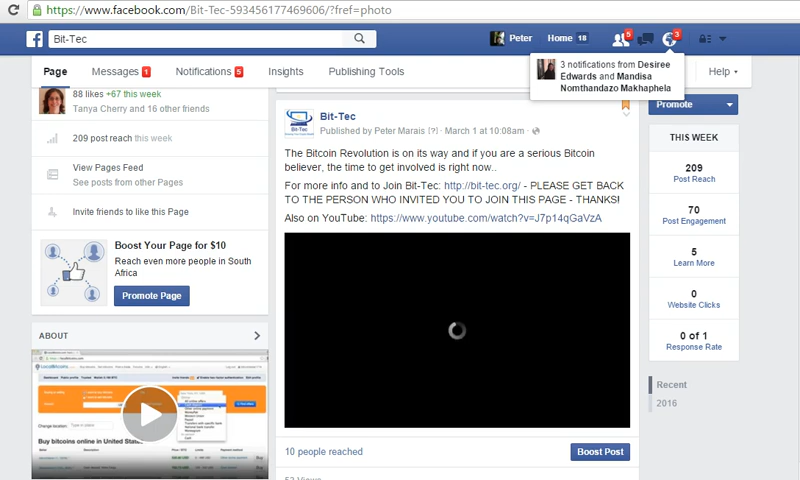 https://www.facebook.com/Bit-Tec-593456177469606/?fref=photo
f
Bit-Tec
Peter
Home 18
5
3
3 notifications from Desiree
Edwards and Mandisa
Nomthandazo Makhaphela
Page
Messages 1
Notifications 5
Insights
Publishing Tools
Help
88 likes +67 this week
Tanya Cherry and 16 other friends
209 post reach this week
View Pages Feed
See posts from other Pages
Invite friends to like this Page
Boost Your Page for $10
Reach even more people in South
Africa
Promote Page
ABOUT
Buy bitcoins online in United States
Bit-Tec
Bit-Tec
Published by Peter Marais [?] · March 1 at 10:08am ·
The Bitcoin Revolution is on its way and if you are a serious Bitcoin
believer, the time to get involved is right now..
For more info and to Join Bit-Tec: http://bit-tec.org/ - PLEASE GET BACK
TO THE PERSON WHO INVITED YOU TO JOIN THIS PAGE - THANKS!
Also on YouTube: https://www.youtube.com/watch?v=J7p14qGaVzA
10 people reached
Boost Post
52 Views
Promote
THIS WEEK
209
Post Reach
70
Post Engagement
5
Learn More
0
Website Clicks
0 of 1
Response Rate
Recent
2016